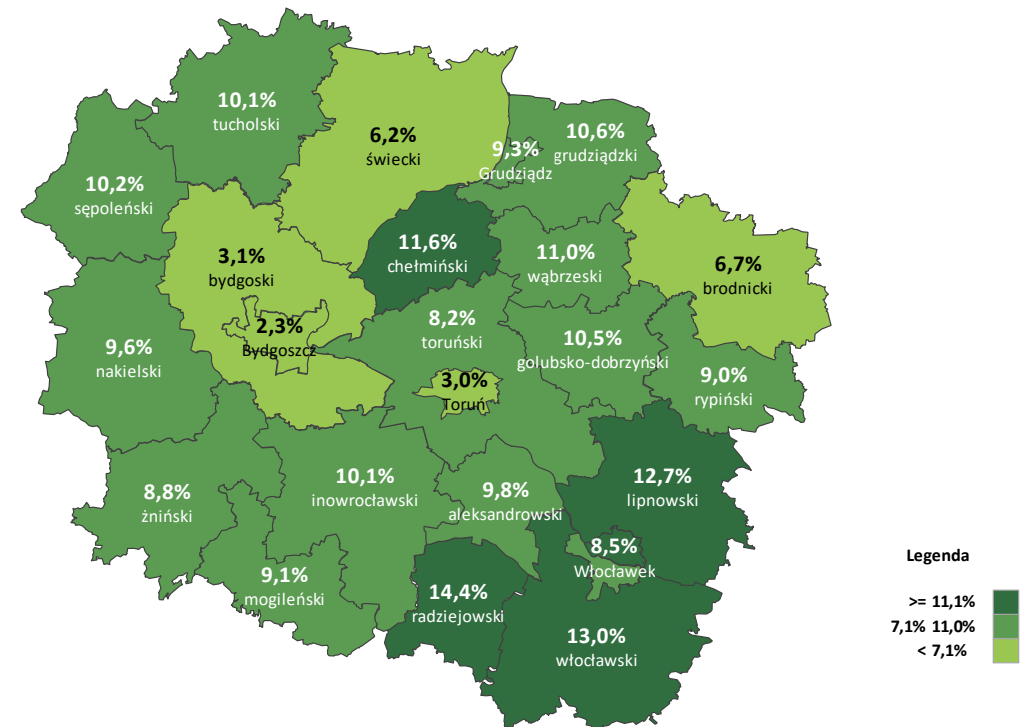 10,1%
tucholski
6,2%
świecki
10,6%
grudziądzki
9,3%
Grudziądz
10,2%
sępoleński
11,6%
chełmiński
11,0%
wąbrzeski
3,1%
bydgoski
6,7%
brodnicki
2,3%
Bydgoszcz
8,2%
toruński
10,5%
golubsko-dobrzyński
9,6%
nakielski
3,0%
Toruń
9,0%
rypiński
10,1%
inowrocławski
12,7%
lipnowski
8,8%
żniński
9,8%
aleksandrowski
8,5%
Włocławek
9,1%
mogileński
14,4%
radziejowski
13,0%
włocławski
Legenda
>= 11,1%
7,1% 11,0%
< 7,1%